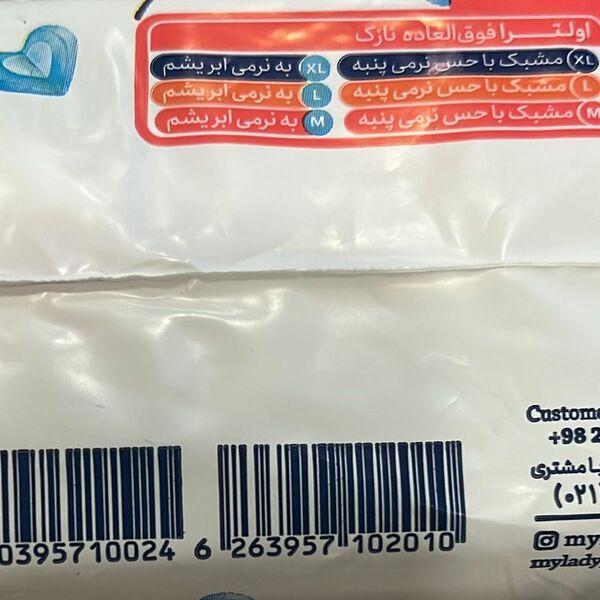 اولترا فوق‌العاده نازک
XL مشبک با حس نرمی پنبه XL به نرمی ابریشم
L مشبک با حس نرمی پنبه L به نرمی ابریشم
M مشبک با حس نرمی پنبه M به نرمی ابریشم
Custome
+98 2
با مشتری
(۰۲۱
my
mylady
0395710024
6 263957 102010